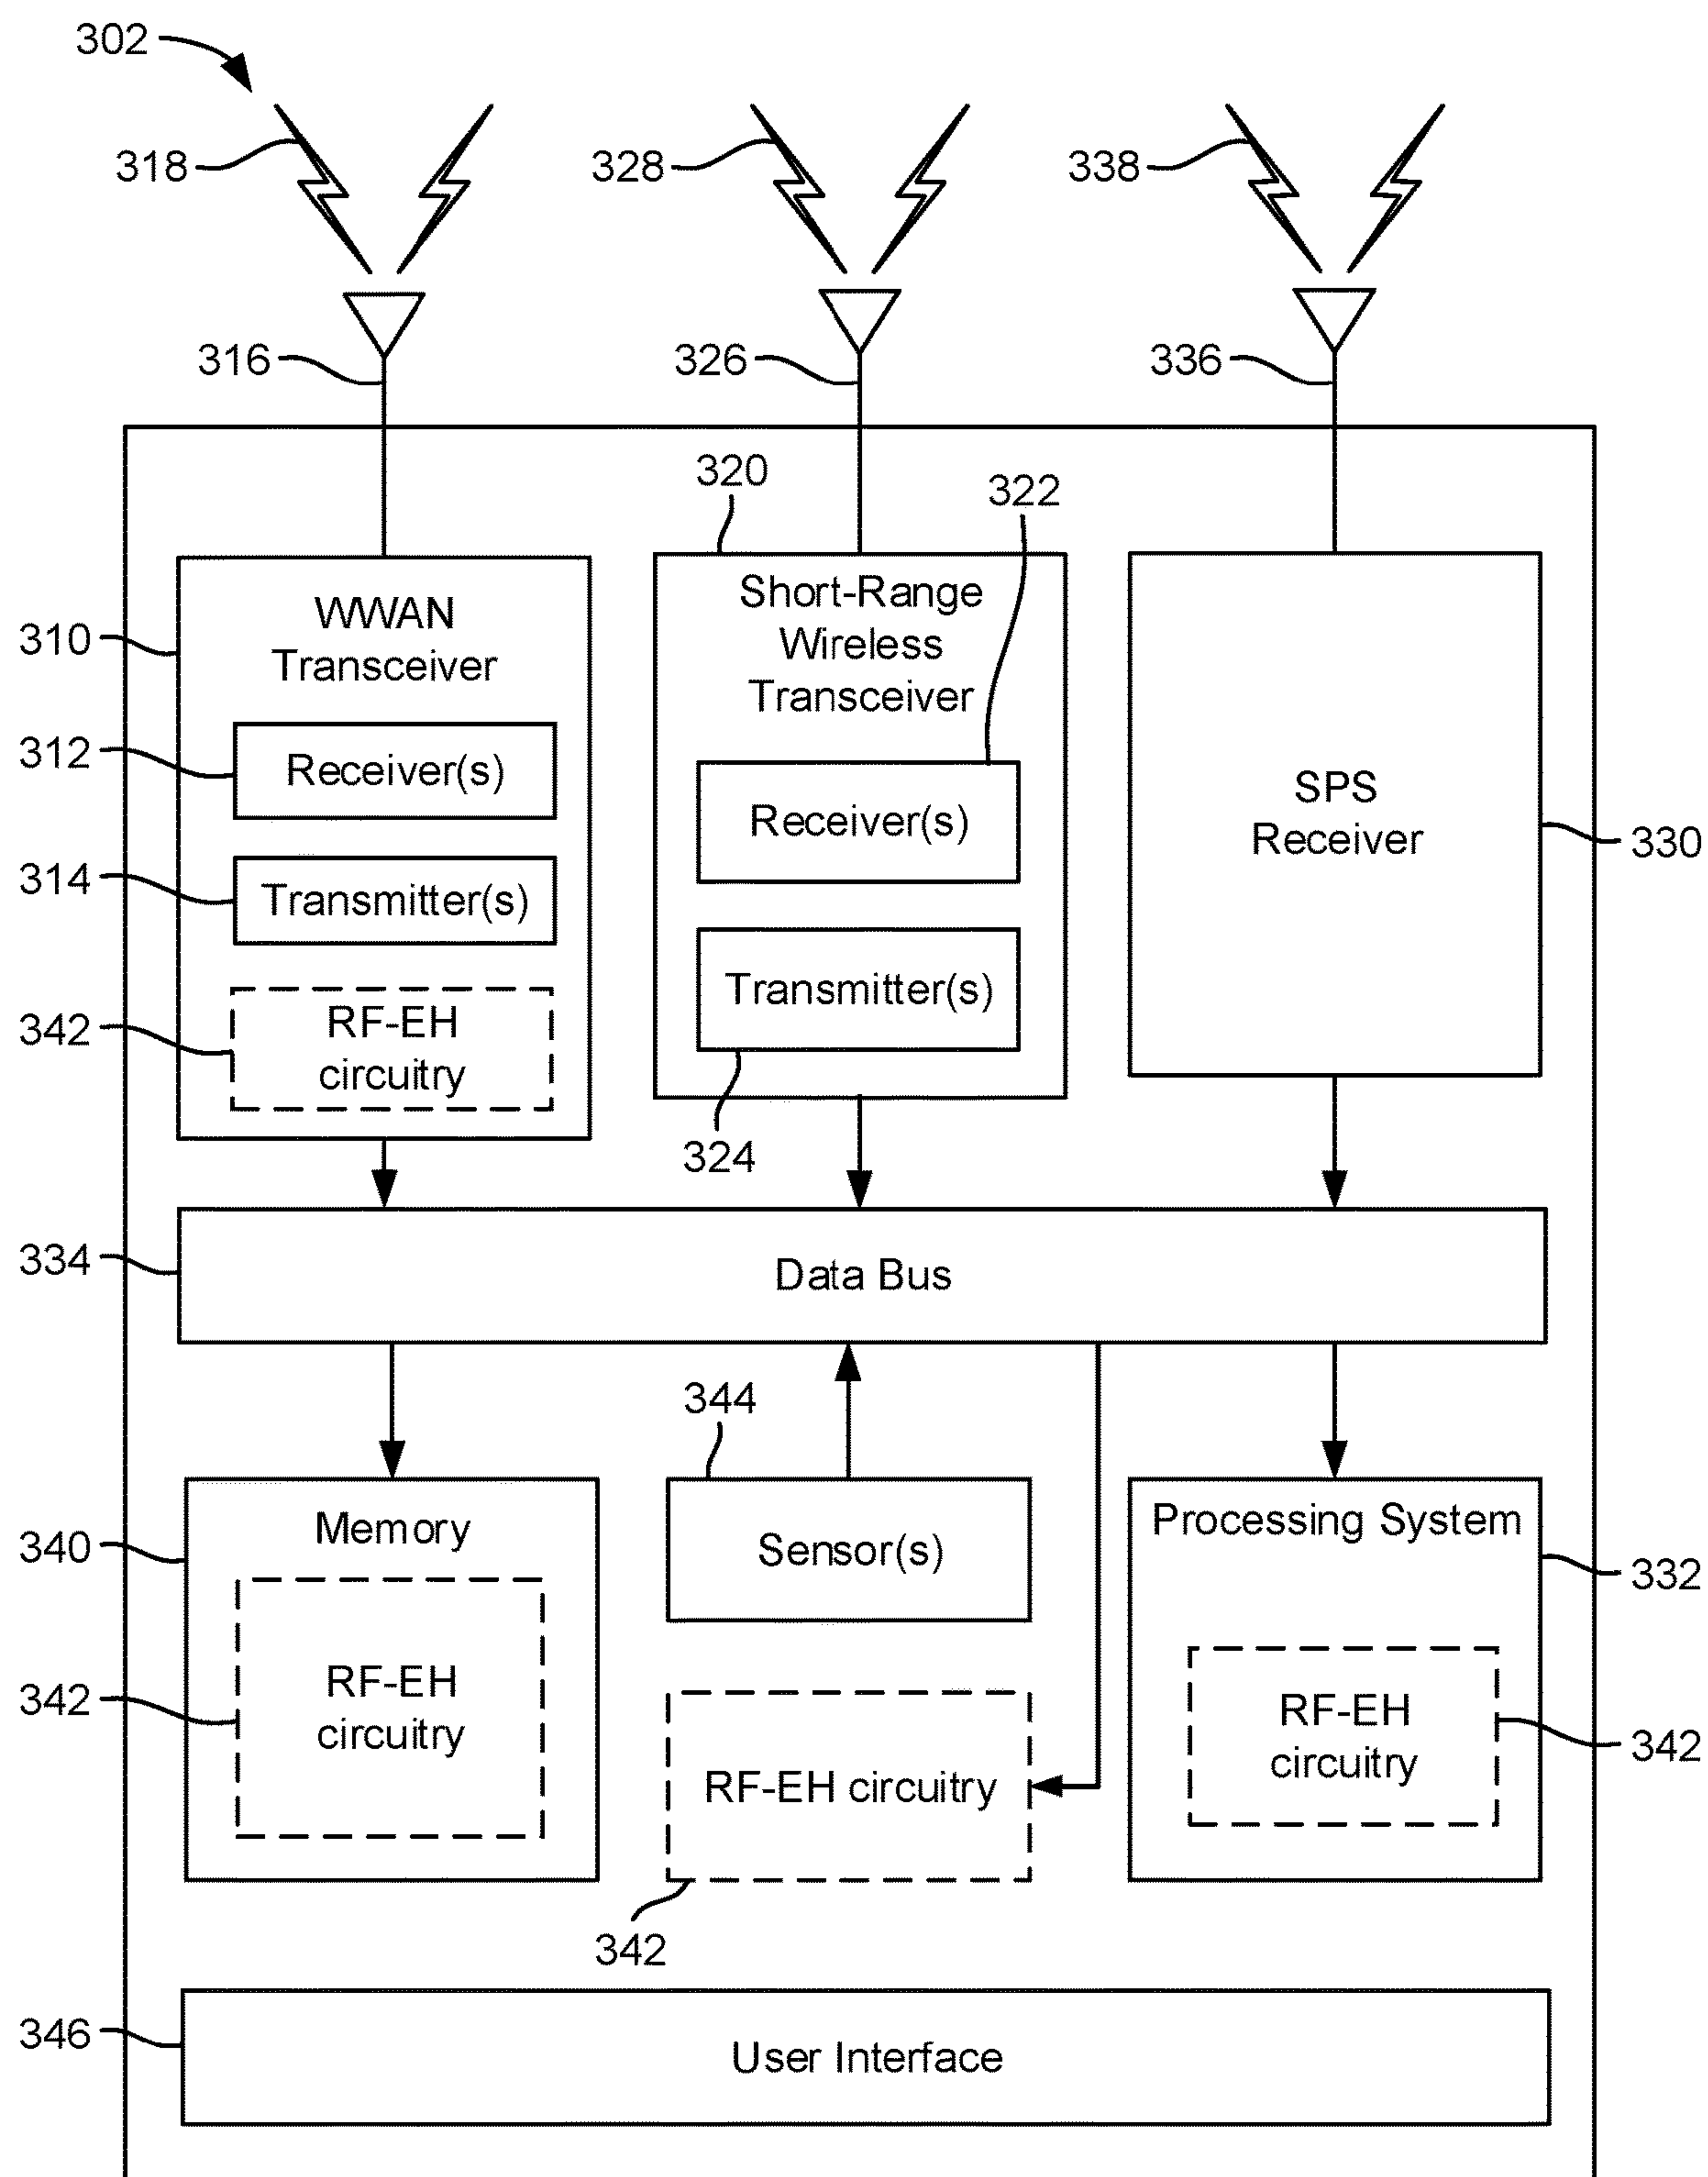 302
318
328
338
316
326
336
320
322
310
WWAN
Transceiver
Short-Range
Wireless
Transceiver
312
Receiver(s)
Receiver(s)
SPS
Receiver
330
314
Transmitter(s)
Transmitter(s)
342
RF-EH
circuitry
324
334
Data Bus
344
340
Memory
Sensor(s)
Processing System
332
342
RF-EH
circuitry
RF-EH circuitry
RF-EH
circuitry
342
342
346
User Interface